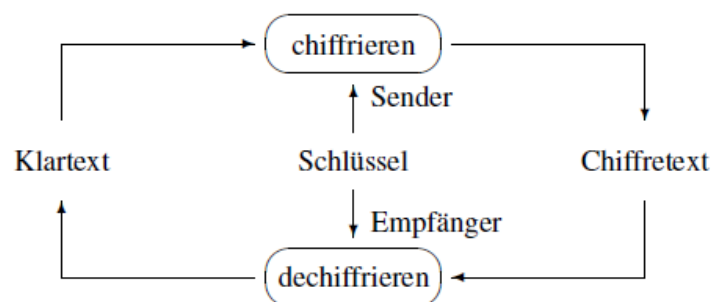 chiffrieren
Sender
Klartext
Schlüssel
Chiffretext
Empfänger
dechiffrieren